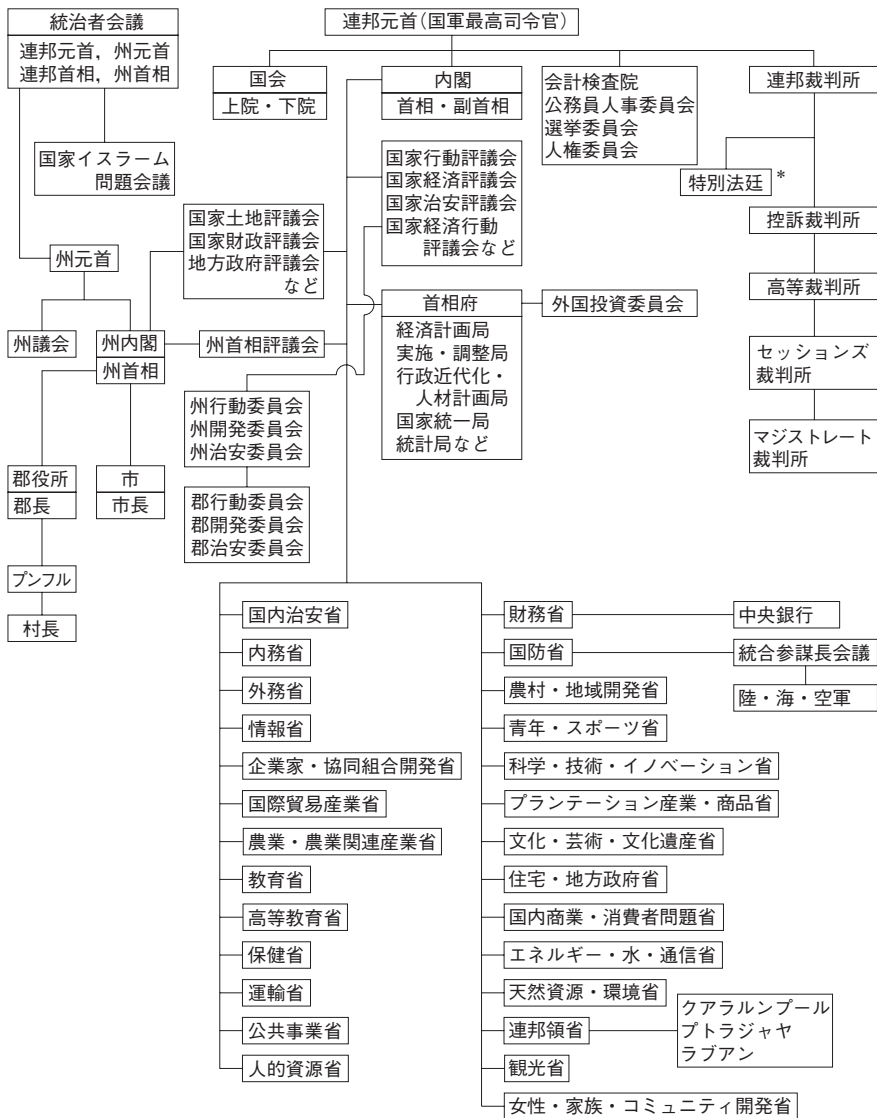 統治者会議
連邦元首，州元首
連邦首相，州首相
国家イスラーム
問題会議
連邦元首（国軍最高司令官）
国会
上院・下院
内閣
首相・副首相
会計検査院
公務員人事委員会
選挙委員会
人権委員会
連邦裁判所
特別法廷 *
控訴裁判所
高等裁判所
セッションズ
裁判所
マジストレート
裁判所
国家行動評議会
国家経済評議会
国家治安評議会
国家経済行動
評議会など
国家土地評議会
国家財政評議会
地方政府評議会
など
州元首
州議会
州内閣
州首相
州首相評議会
首相府
経済計画局
実施・調整局
行政近代化・
人材計画局
国家統一局
統計局など
外国投資委員会
州行動委員会
州開発委員会
州治安委員会
郡行動委員会
郡開発委員会
郡治安委員会
郡役所
郡長
市
市長
プンフル
村長
国内治安省
内務省
外務省
情報省
企業家・協同組合開発省
国際貿易産業省
農業・農業関連産業省
教育省
高等教育省
保健省
運輸省
公共事業省
人的資源省
財務省
中央銀行
国防省
統合参謀長会議
陸・海・空軍
農村・地域開発省
青年・スポーツ省
科学・技術・イノベーション省
プランテーション産業・商品省
文化・芸術・文化遺産省
住宅・地方政府省
国内商業・消費者問題省
エネルギー・水・通信省
天然資源・環境省
連邦領省
クアラルンプール
プトラジャヤ
ラブアン
観光省
女性・家族・コミュニティ開発省